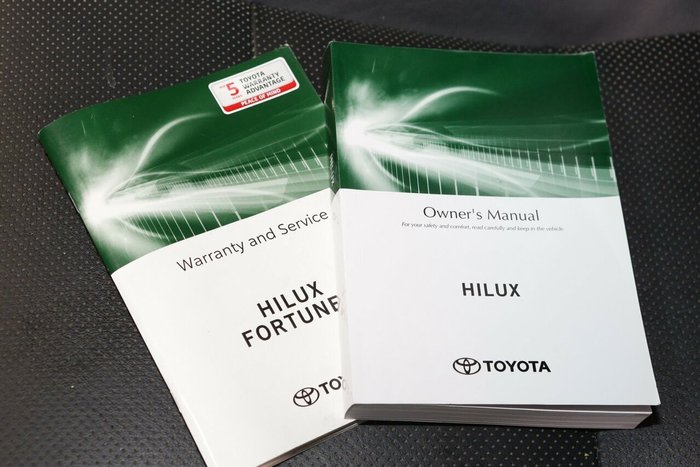 5
TOYOTA
WARRANTY
ADVANTAGE
PEACE OF MIND
Warranty and Service
HILUX
FORTUNE
TOY
Owner's Manual
For your safety and comfort, read carefully and keep in the vehicle.
HILUX
TOYOTA